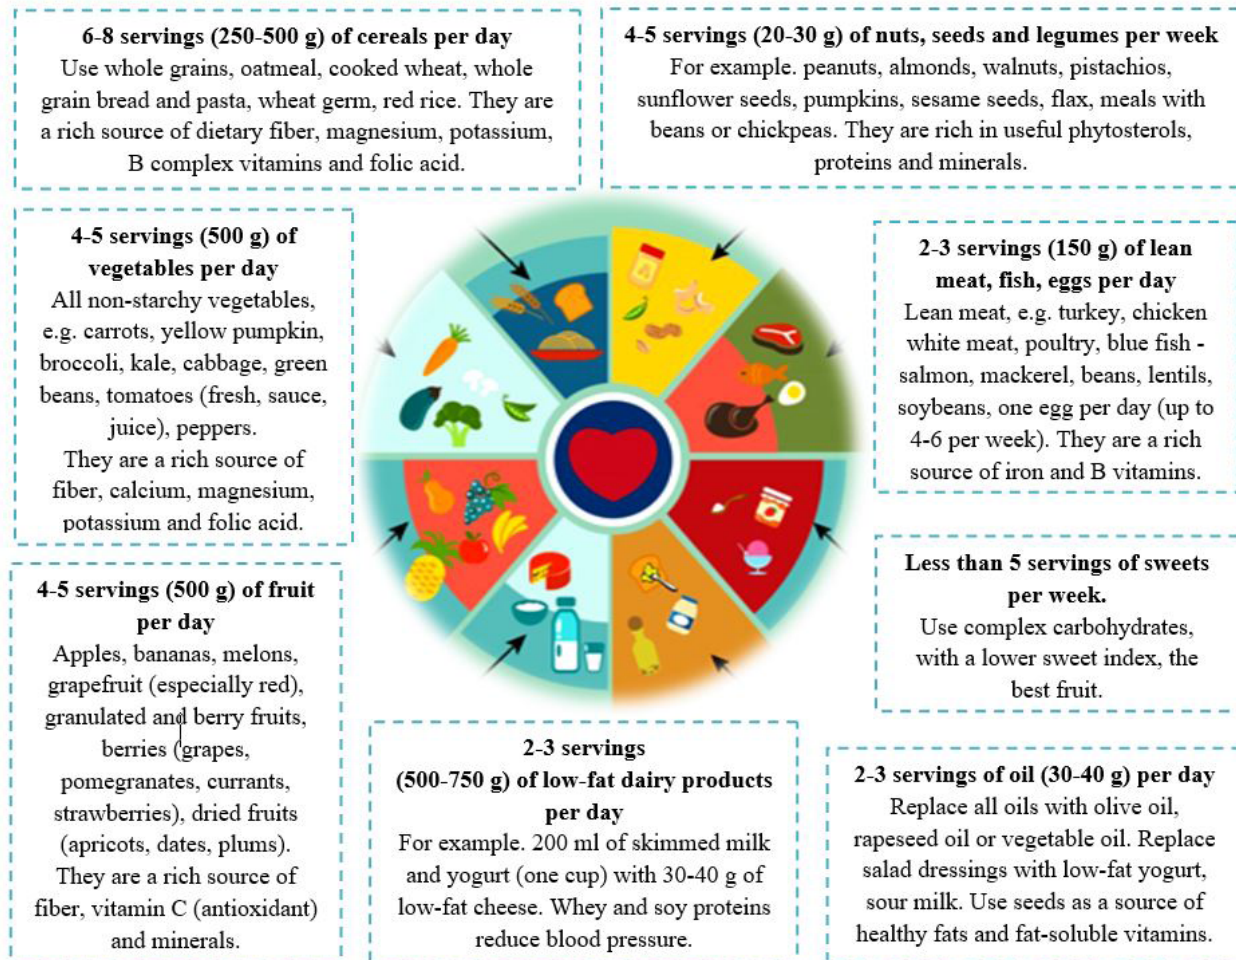 6-8 servings (250-500 g) of cereals per day
Use whole grains, oatmeal, cooked wheat, whole
grain bread and pasta, wheat germ, red rice. They are
a rich source of dietary fiber, magnesium, potassium,
B complex vitamins and folic acid.
4-5 servings (20-30 g) of nuts, seeds and legumes per week
For example. peanuts, almonds, walnuts, pistachios,
sunflower seeds, pumpkins, sesame seeds, flax, meals with
beans or chickpeas. They are rich in useful phytosterols,
proteins and minerals.
4-5 servings (500 g) of
vegetables per day
All non-starchy vegetables,
e.g. carrots, yellow pumpkin,
broccoli, kale, cabbage, green
beans, tomatoes (fresh, sauce,
juice), peppers.
They are a rich source of
fiber, calcium, magnesium,
potassium and folic acid.
2-3 servings (150 g) of lean
meat, fish, eggs per day
Lean meat, e.g. turkey, chicken
white meat, poultry, blue fish -
salmon, mackerel, beans, lentils,
soybeans, one egg per day (up to
4-6 per week). They are a rich
source of iron and B vitamins.
Less than 5 servings of sweets
per week.
Use complex carbohydrates,
with a lower sweet index, the
best fruit.
4-5 servings (500 g) of fruit
per day
Apples, bananas, melons,
grapefruit (especially red),
granulated and berry fruits,
berries (grapes,
pomegranates, currants,
strawberries), dried fruits
(apricots, dates, plums).
They are a rich source of
fiber, vitamin C (antioxidant)
and minerals.
2-3 servings
(500-750 g) of low-fat dairy products
per day
For example. 200 ml of skimmed milk
and yogurt (one cup) with 30-40 g of
low-fat cheese. Whey and soy proteins
reduce blood pressure.
2-3 servings of oil (30-40 g) per day
Replace all oils with olive oil,
rapeseed oil or vegetable oil. Replace
salad dressings with low-fat yogurt,
sour milk. Use seeds as a source of
healthy fats and fat-soluble vitamins.